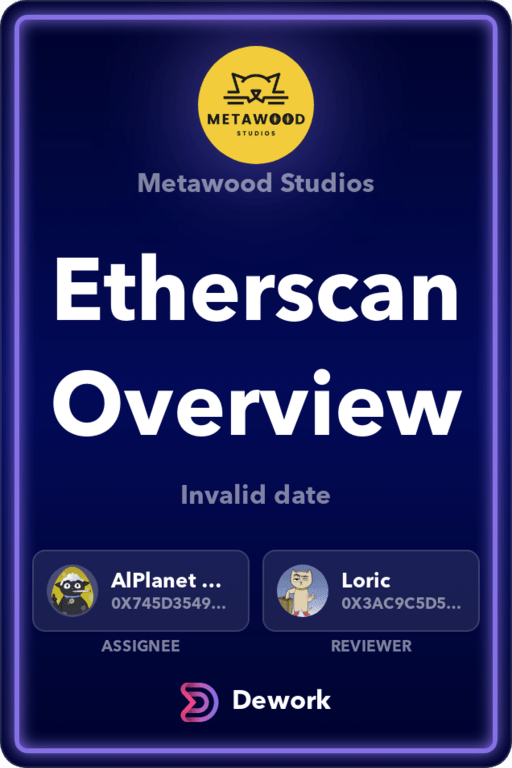 METAWOOD
STUDIOS
Metawood Studios
Etherscan
Overview
Invalid date
AlPlanet ...
0X745D3549...
ASSIGNEE
Loric
0X3AC9C5D5...
REVIEWER
Dework